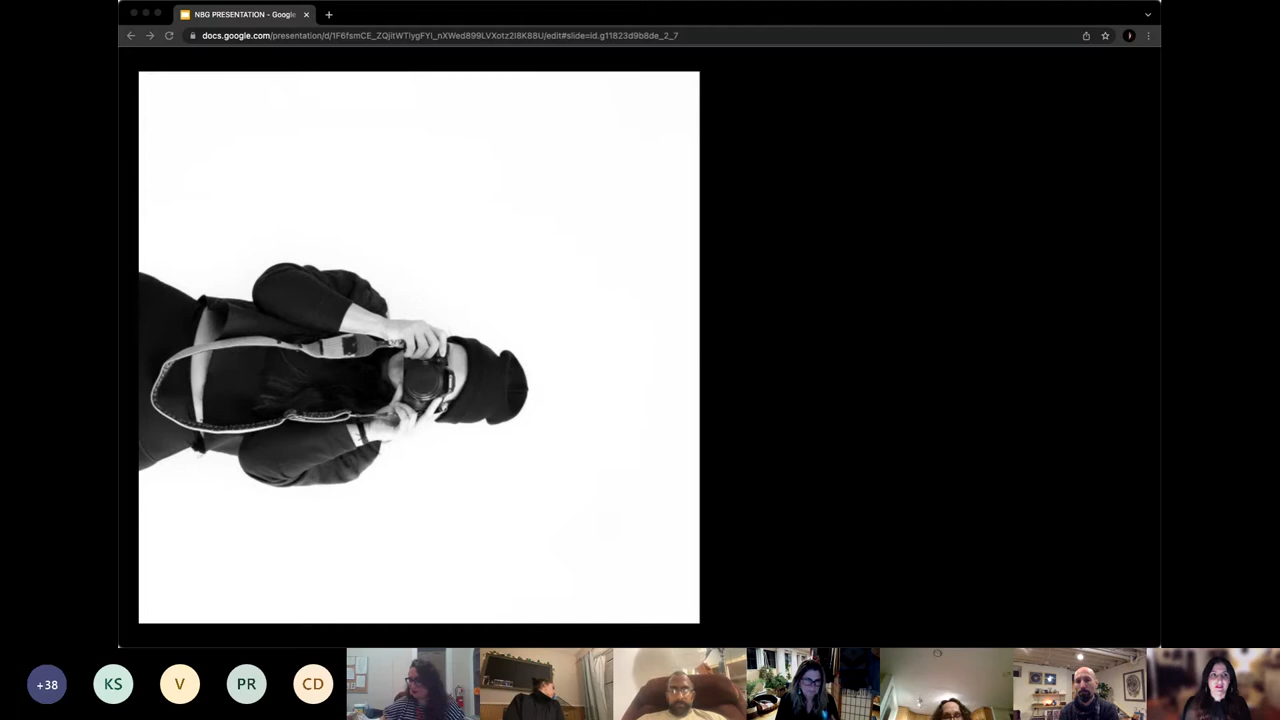 NBG PRESENTATION - Google
docs.google.com/presentation/d/1F6fsmCE_ZQjitWTlygFYl_nXWed899LVXotz2I8K88U/edit#slide=id.g11823d9b8de_2_7
+38
KS
V
PR
CD